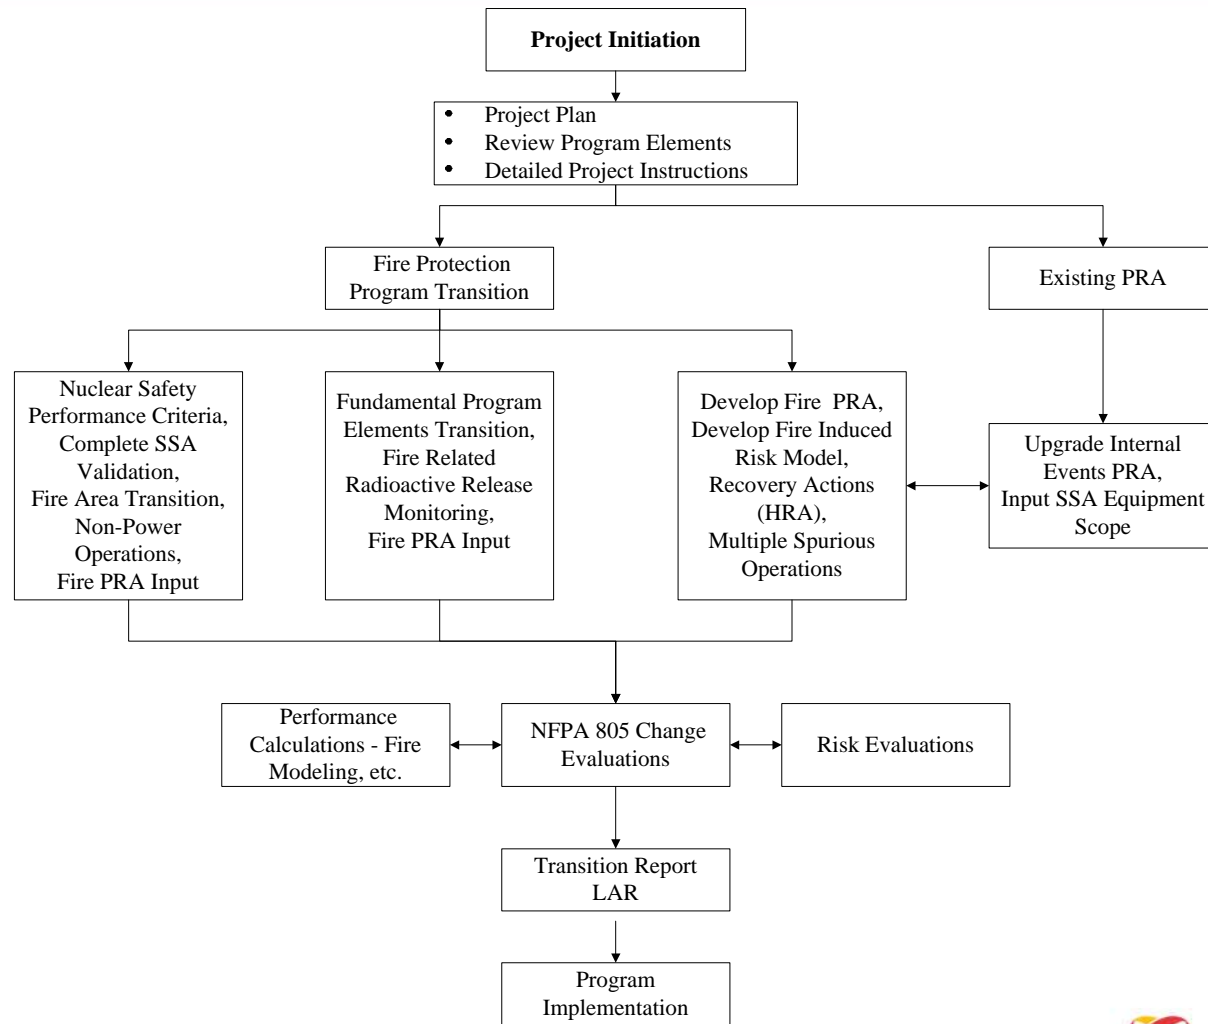 Project Initiation
• Project Plan
• Review Program Elements
• Detailed Project Instructions
Fire Protection
Program Transition
Existing PRA
Nuclear Safety
Performance Criteria,
Complete SSA
Validation,
Fire Area Transition,
Non-Power
Operations,
Fire PRA Input
Fundamental Program
Elements Transition,
Fire Related
Radioactive Release
Monitoring,
Fire PRA Input
Develop Fire PRA,
Develop Fire Induced
Risk Model,
Recovery Actions
(HRA),
Multiple Spurious
Operations
Upgrade Internal
Events PRA,
Input SSA Equipment
Scope
Performance
Calculations - Fire
Modeling, etc.
NFPA 805 Change
Evaluations
Risk Evaluations
Transition Report
LAR
Program
Implementation